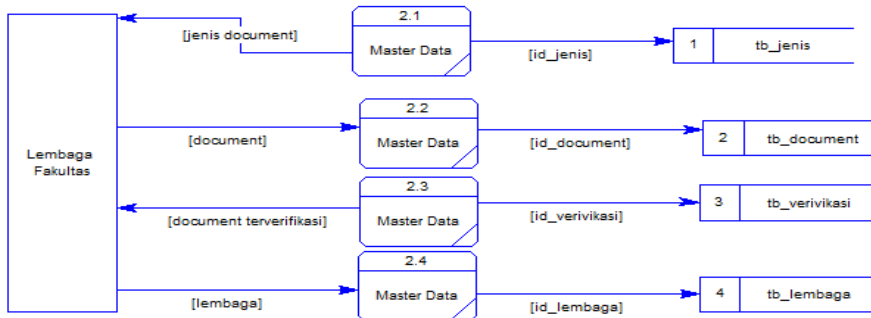 2.1
[jenis document]
Master Data
[id_jenis]
1
tb_jenis
Lembaga
Fakultas
2.2
[document]
Master Data
[id_document]
2
tb_document
2.3
[document terverifikasi]
Master Data
[id_verivikasi]
3
tb_verivikasi
2.4
[lembaga]
Master Data
[id_lembaga]
4
tb_lembaga